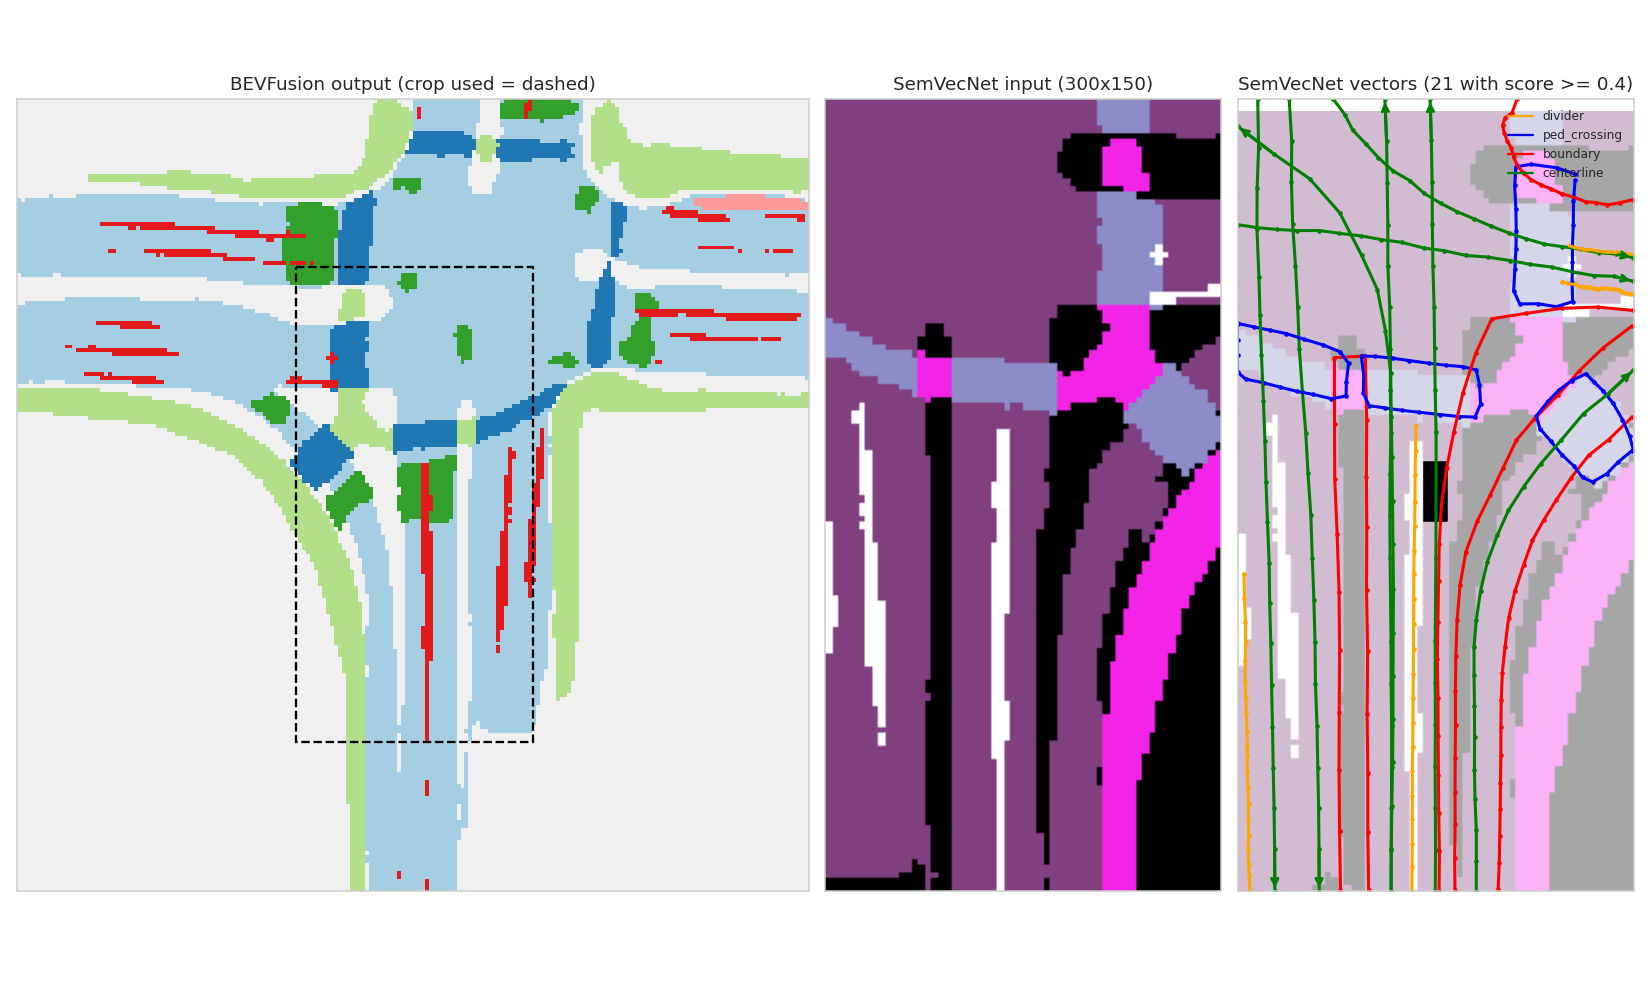 BEVFusion output (crop used = dashed)
SemVecNet input (300x150)
SemVecNet vectors (21 with score >= 0.4)
divider
ped_crossing
boundary
centerline